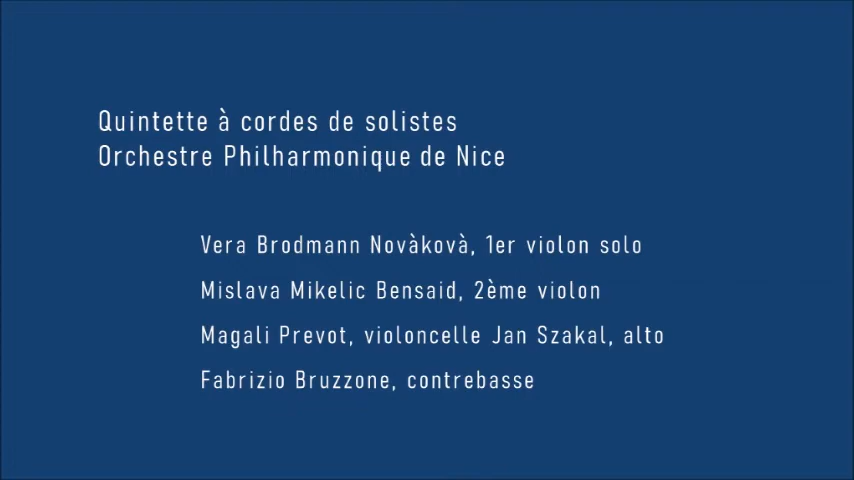 Quintette à cordes de solistes
Orchestre Philharmonique de Nice
Vera Brodmann Novàkovà, 1er violon solo
Mislava Mikelic Bensaid, 2ème violon
Magali Prevot, violoncelle Jan Szakal, alto
Fabrizio Bruzzone, contrebasse